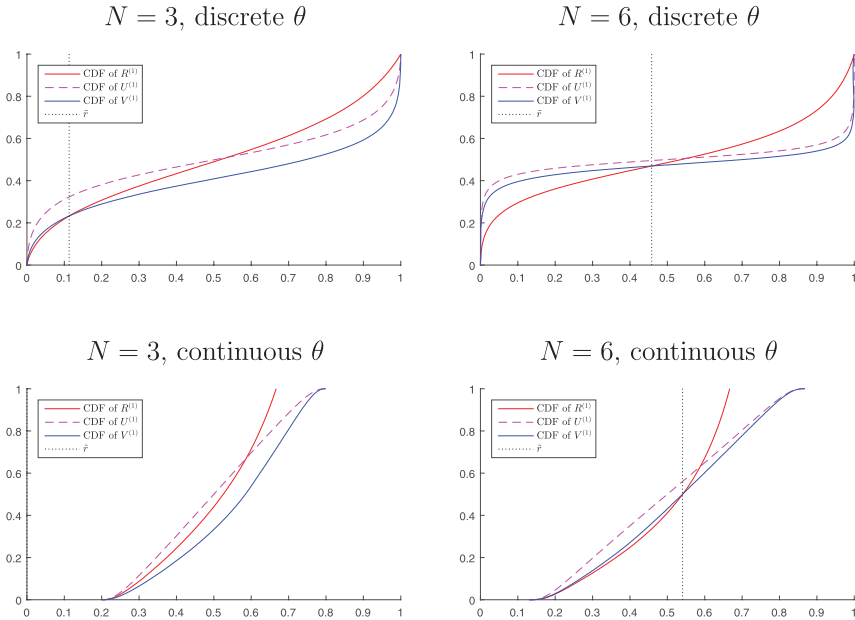 N = 3, discrete θ
N = 6, discrete θ
1
0.8
0.6
0.4
0.2
0
0 0.1 0.2 0.3 0.4 0.5 0.6 0.7 0.8 0.9 1
CDF of R⁽¹⁾
CDF of U⁽¹⁾
CDF of V⁽¹⁾
r̃
1
0.8
0.6
0.4
0.2
0
0 0.1 0.2 0.3 0.4 0.5 0.6 0.7 0.8 0.9 1
CDF of R⁽¹⁾
CDF of U⁽¹⁾
CDF of V⁽¹⁾
r̃
N = 3, continuous θ
N = 6, continuous θ
1
0.8
0.6
0.4
0.2
0
0 0.1 0.2 0.3 0.4 0.5 0.6 0.7 0.8 0.9 1
CDF of R⁽¹⁾
CDF of U⁽¹⁾
CDF of V⁽¹⁾
r̃
1
0.8
0.6
0.4
0.2
0
0 0.1 0.2 0.3 0.4 0.5 0.6 0.7 0.8 0.9 1
CDF of R⁽¹⁾
CDF of U⁽¹⁾
CDF of V⁽¹⁾
r̃